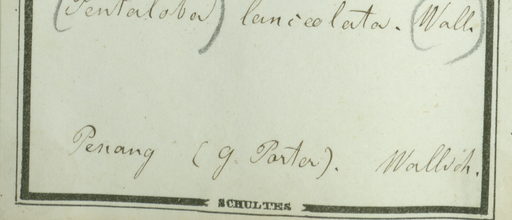 (Pentaloba) lanceolata. (Wall.
Penang (G. Porter). Wallich.
SCHULTES